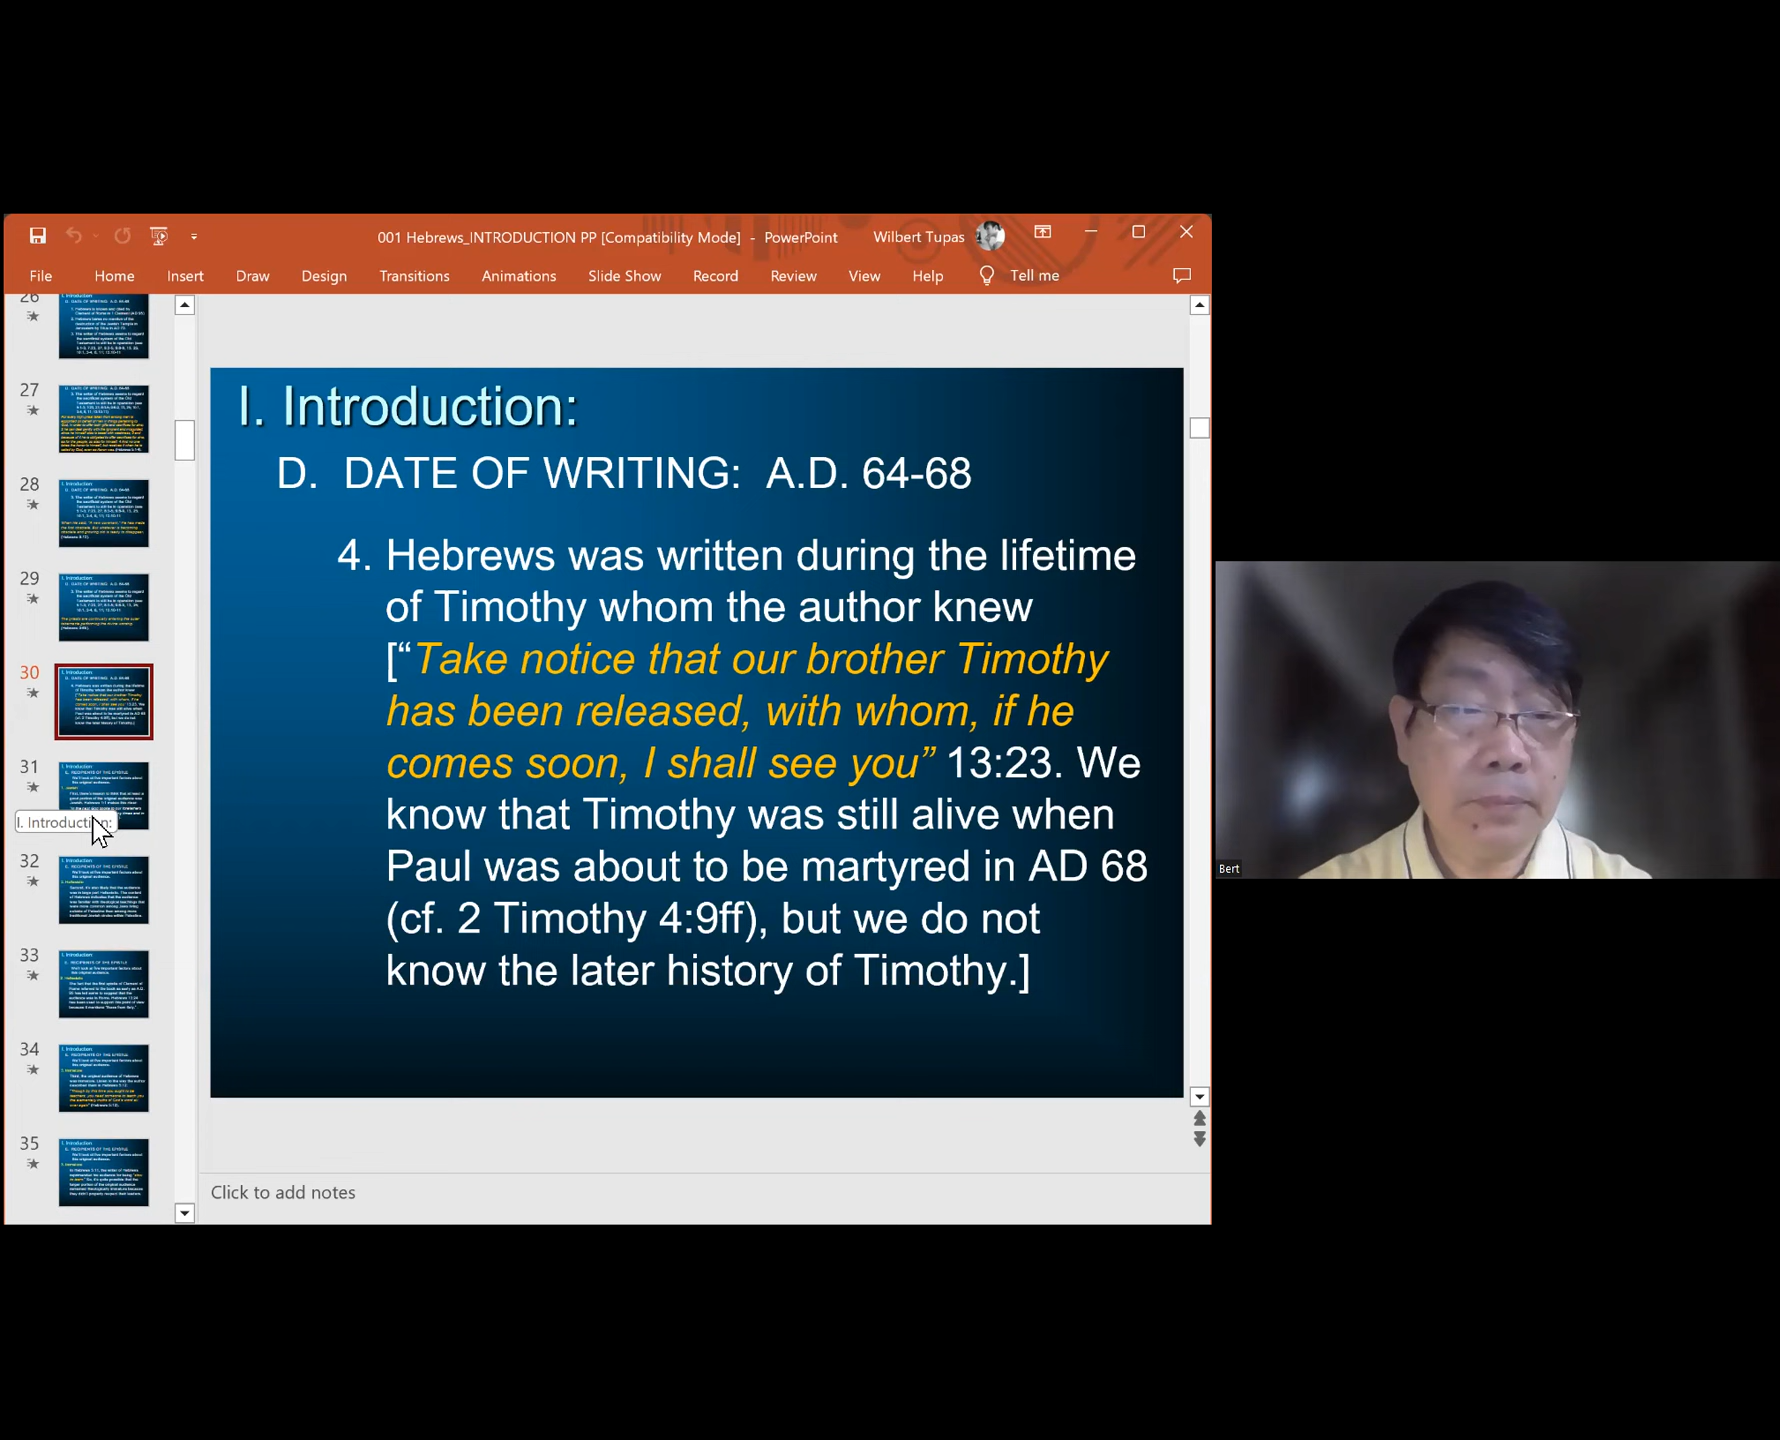 001 Hebrews_INTRODUCTION PP [Compatibility Mode] - PowerPoint
Wilbert Tupas
File Home Insert Draw Design Transitions Animations Slide Show Record Review View Help Tell me
26
27
28
29
30
31
I. Introduction:
32
33
34
35
I. Introduction:
D. DATE OF WRITING: A.D. 64-68
4. Hebrews was written during the lifetime
of Timothy whom the author knew
[“Take notice that our brother Timothy
has been released, with whom, if he
comes soon, I shall see you” 13:23. We
know that Timothy was still alive when
Paul was about to be martyred in AD 68
(cf. 2 Timothy 4:9ff), but we do not
know the later history of Timothy.]
Click to add notes
Bert